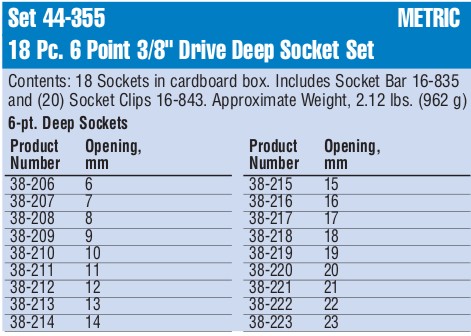 Set 44-355 METRIC
18 Pc. 6 Point 3/8" Drive Deep Socket Set
Contents: 18 Sockets in cardboard box. Includes Socket Bar 16-835
and (20) Socket Clips 16-843. Approximate Weight, 2.12 lbs. (962 g)
6-pt. Deep Sockets
Product Opening, Product Opening,
Number mm Number mm
38-206 6 38-215 15
38-207 7 38-216 16
38-208 8 38-217 17
38-209 9 38-218 18
38-210 10 38-219 19
38-211 11 38-220 20
38-212 12 38-221 21
38-213 13 38-222 22
38-214 14 38-223 23